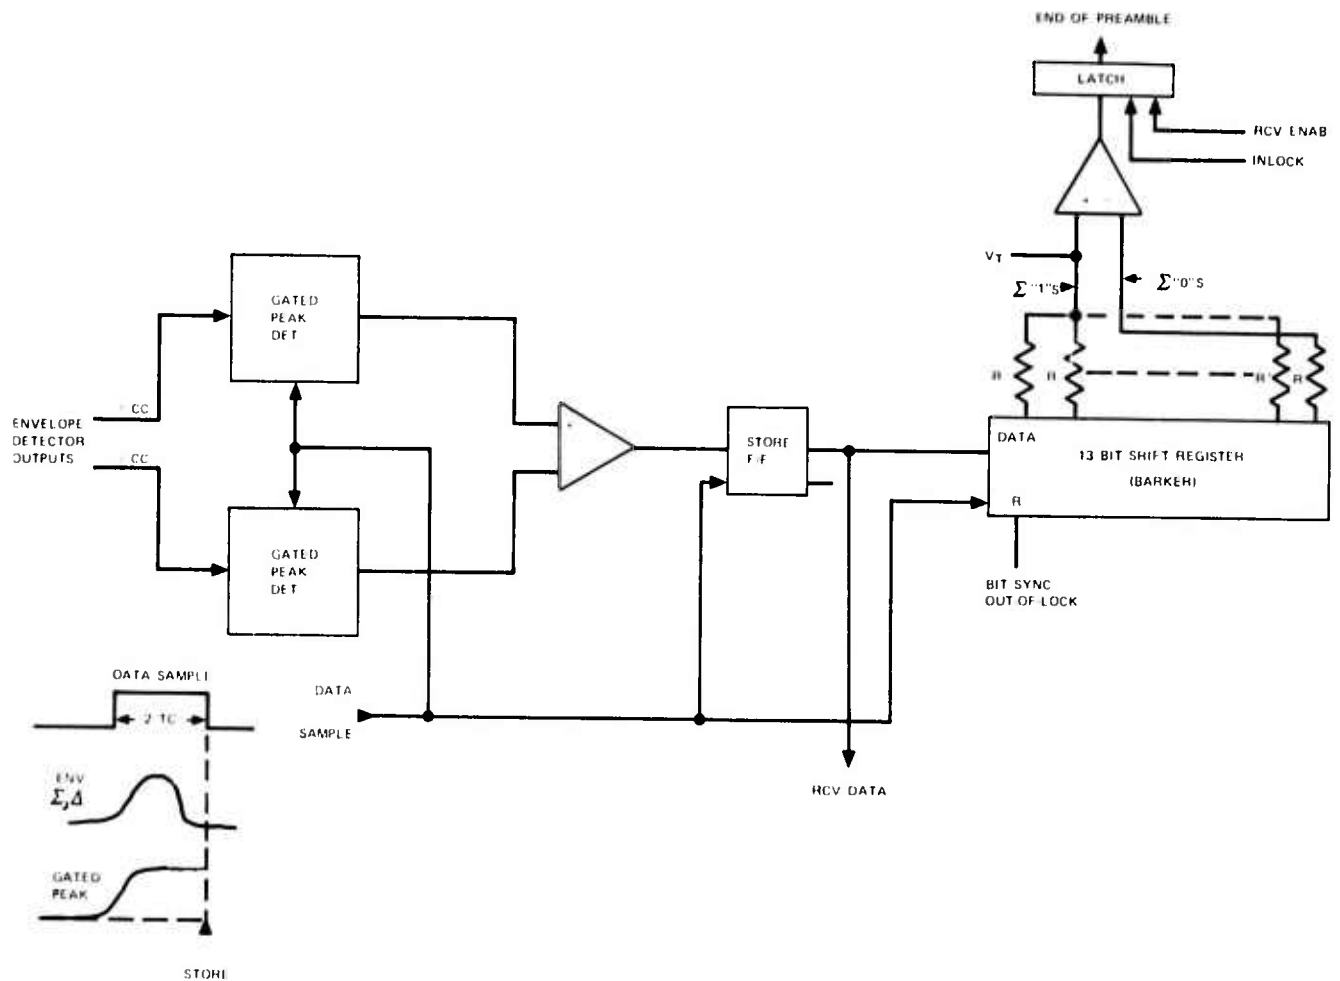 END OF PREAMBLE
LATCH
RCV ENAB
INLOCK
+ -
VT
Σ "1"S
Σ "0"S
R R R R
GATED
PEAK
DET
CC
ENVELOPE
DETECTOR
OUTPUTS
CC
STORE
F/F
DATA
13 BIT SHIFT REGISTER
(BARKER)
R
GATED
PEAK
DET
BIT SYNC
OUT-OF-LOCK
DATA SAMPLE
2 TC
DATA
SAMPLE
ENV
Σ,Δ
RCV DATA
GATED
PEAK
STORE